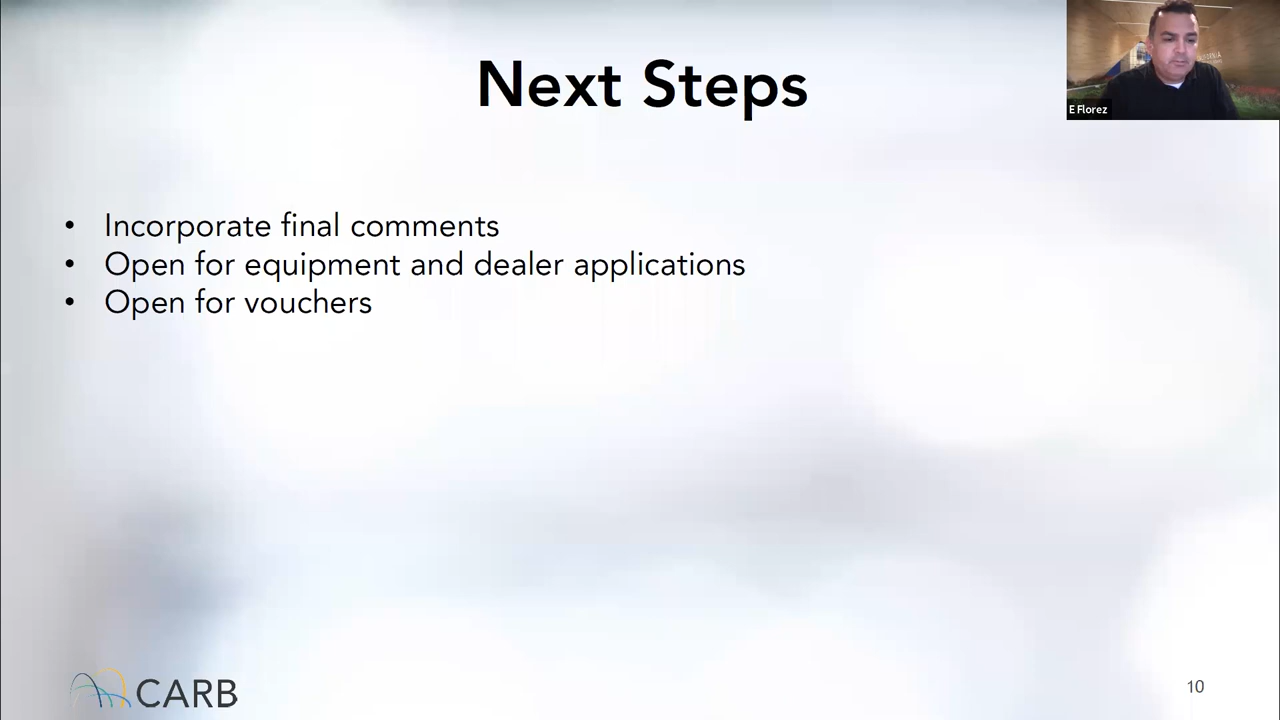 Next Steps
E Florez
• Incorporate final comments
• Open for equipment and dealer applications
• Open for vouchers
CARB
10